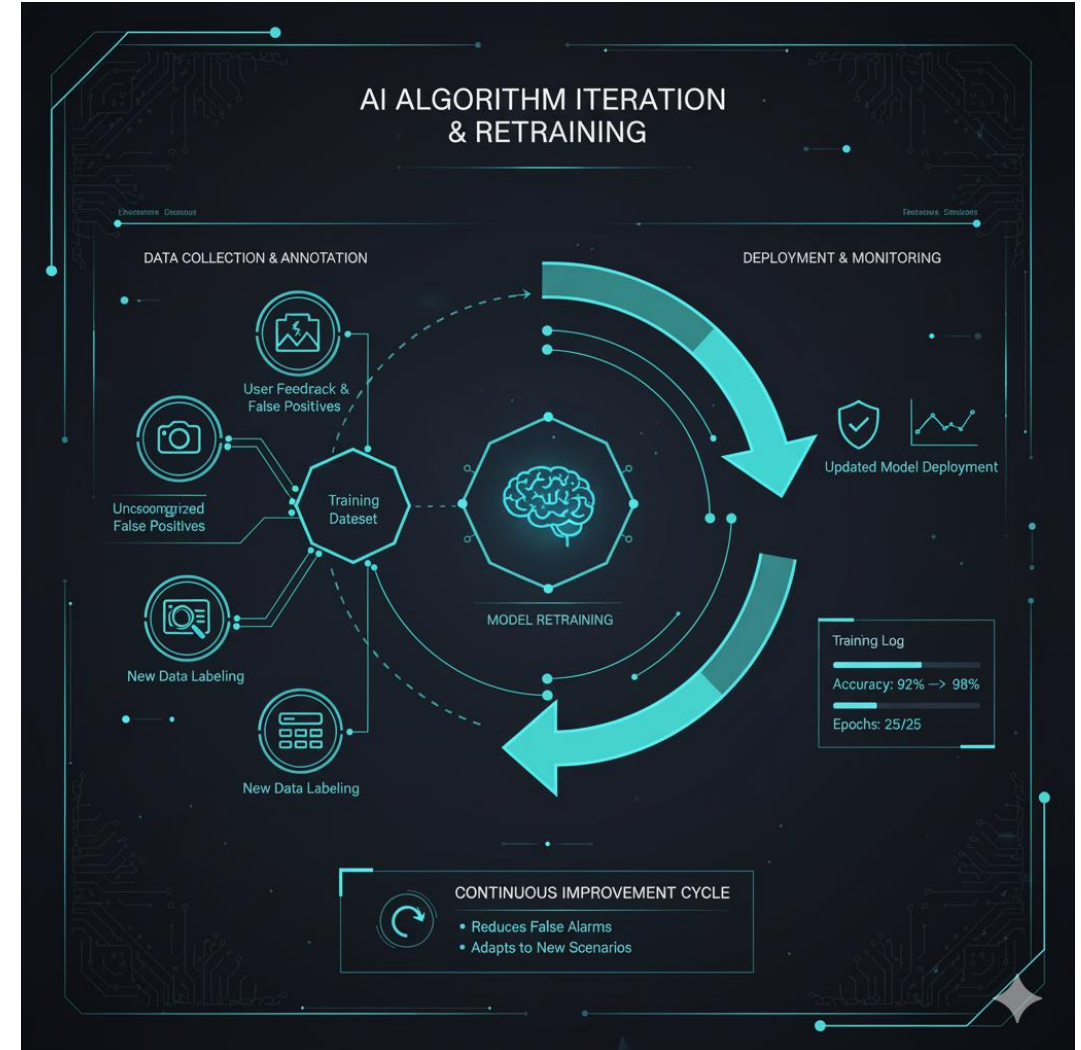 AI ALGORITHM ITERATION
& RETRAINING
DATA COLLECTION & ANNOTATION
DEPLOYMENT & MONITORING
User Feedrack &
False Positives
False Positives
Training
Dateset
New Data Labeling
New Data Labeling
MODEL RETRAINING
Updated Model Deployment
Training Log
Accuracy: 92% —> 98%
Epochs: 25/25
CONTINUOUS IMPROVEMENT CYCLE
• Reduces False Alarms
• Adapts to New Scenarios